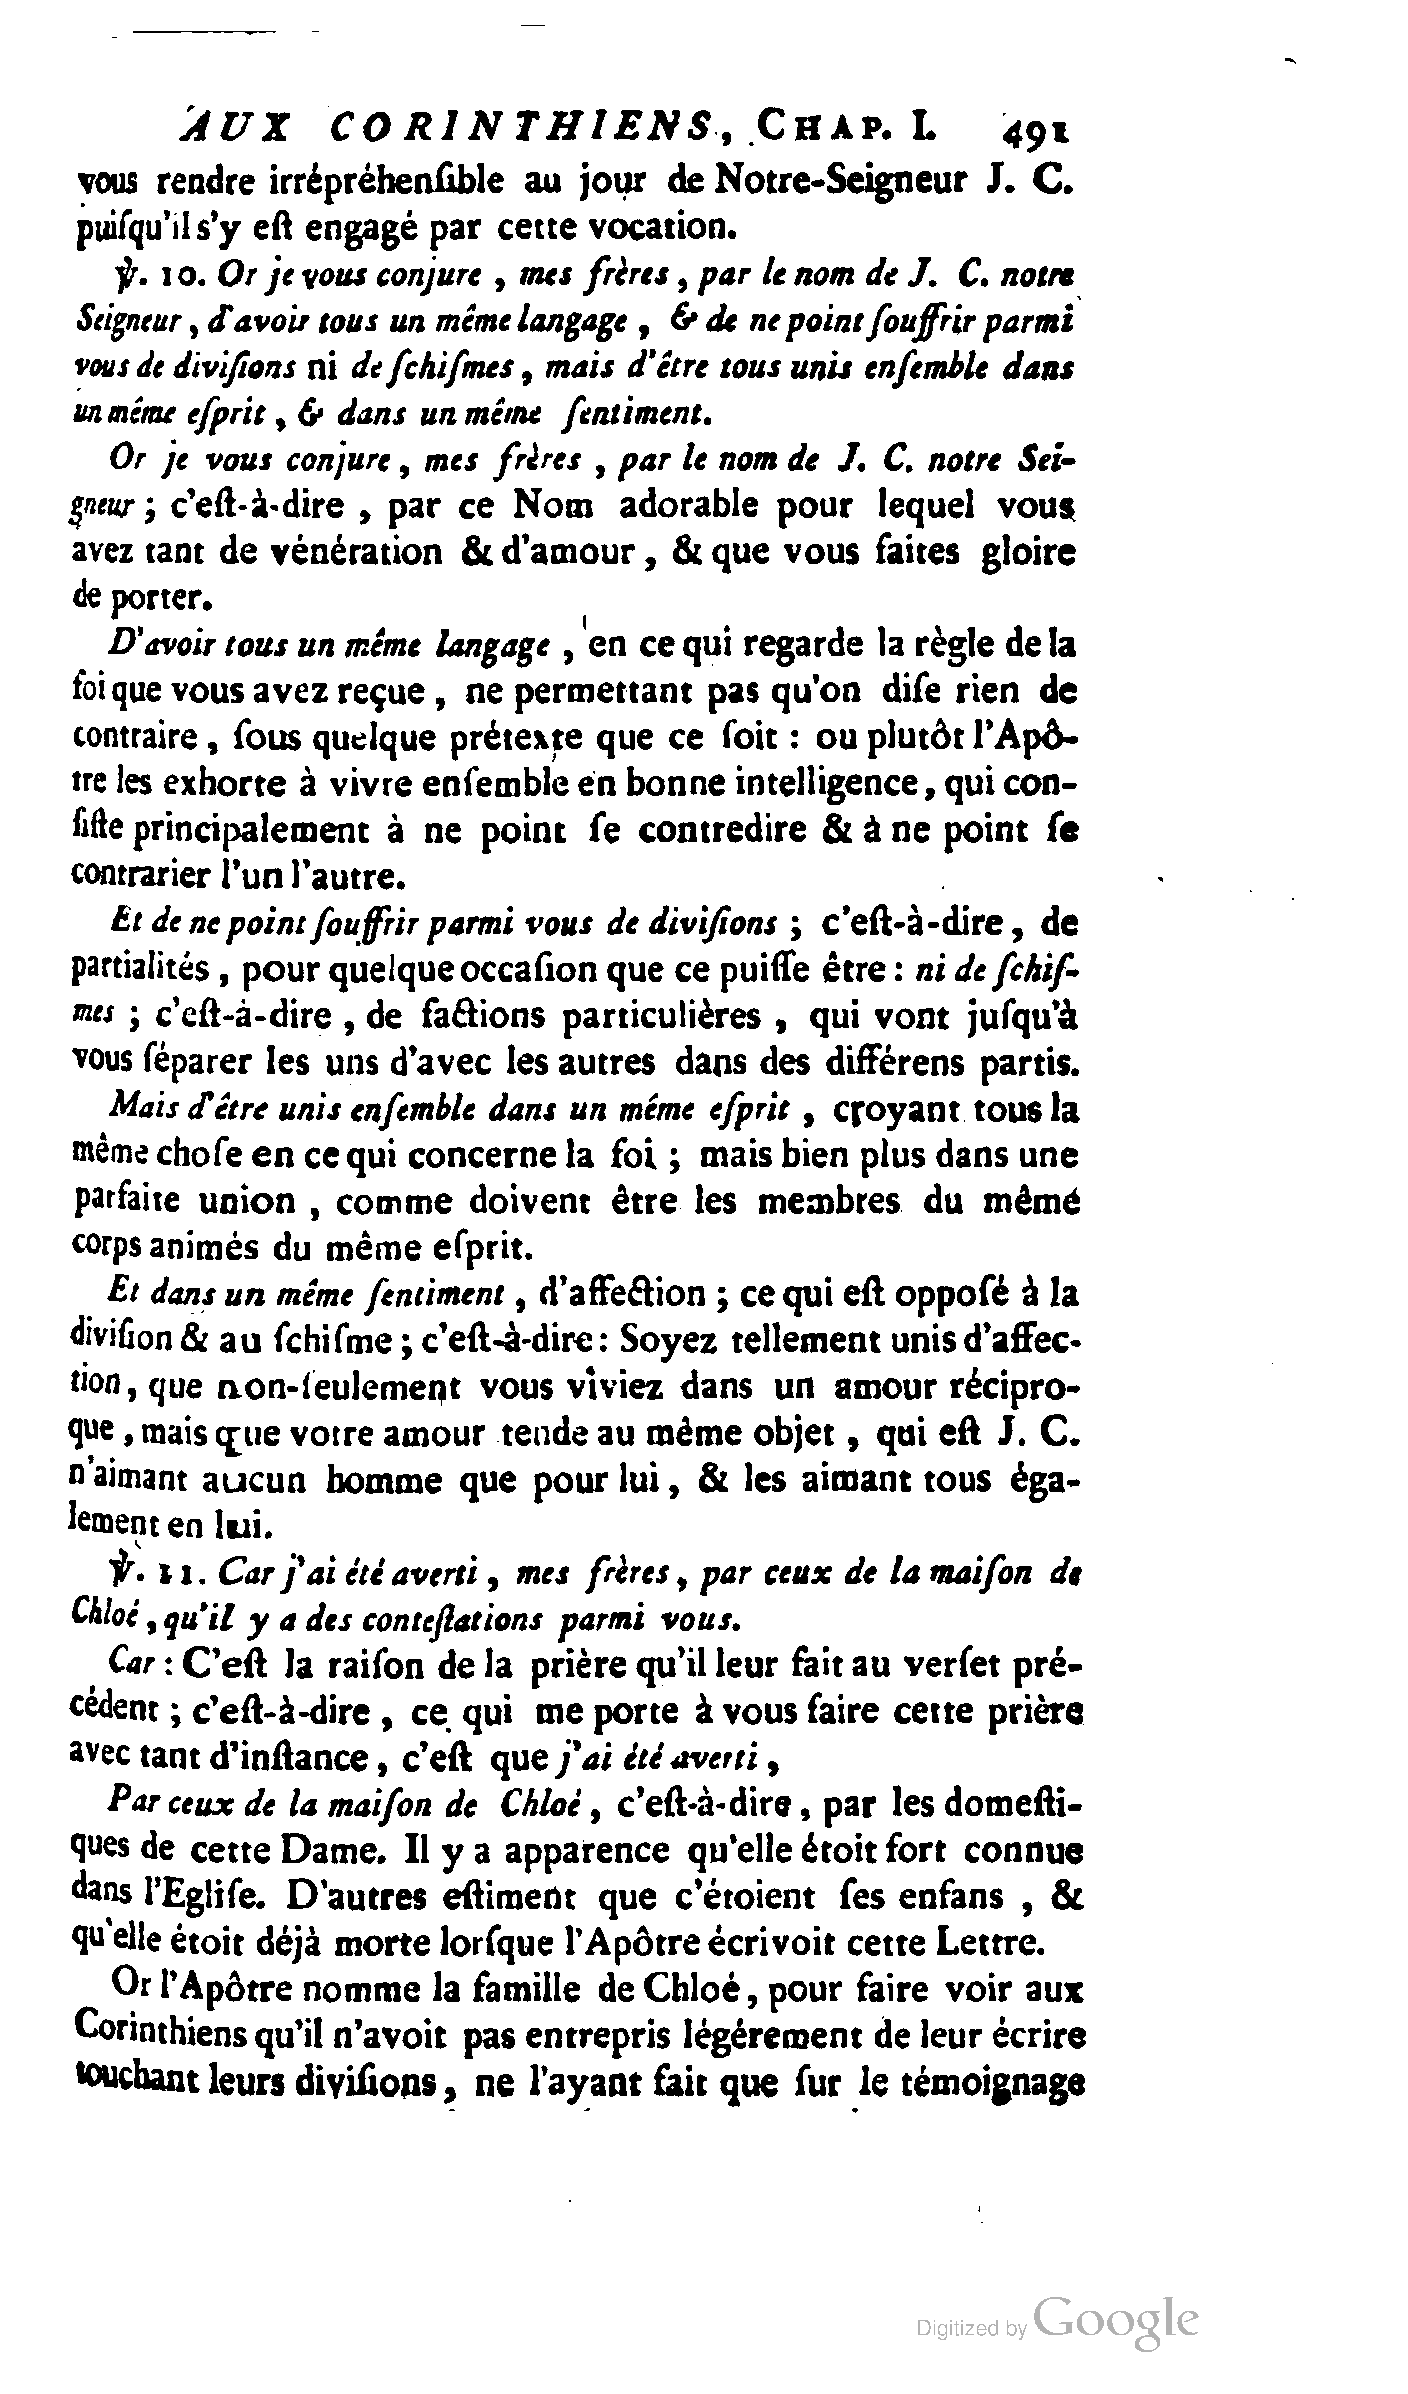 AUX CORINTHIENS, CHAP. I. 491
vous rendre irrépréhenſible au jour de Notre-Seigneur J. C.
puiſqu'il s'y eſt engagé par cette vocation.
℣. 10. Or je vous conjure, mes frères, par le nom de J. C. notre
Seigneur, d'avoir tous un même langage, & de ne point ſouffrir parmi
vous de diviſions ni de ſchiſmes, mais d'être tous unis enſemble dans
un même eſprit, & dans un même ſentiment.
Or je vous conjure, mes frères, par le nom de J. C. notre Sei-
gneur; c'eſt-à-dire, par ce Nom adorable pour lequel vous
avez tant de vénération & d'amour, & que vous faites gloire
de porter.
D'avoir tous un même langage, en ce qui regarde la règle de la
foi que vous avez reçue, ne permettant pas qu'on diſe rien de
contraire, ſous quelque prétexte que ce ſoit : ou plutôt l'Apô-
tre les exhorte à vivre enſemble en bonne intelligence, qui con-
ſiſte principalement à ne point ſe contredire & à ne point ſe
contrarier l'un l'autre.
Et de ne point ſouffrir parmi vous de diviſions ; c'eſt-à-dire, de
partialités, pour quelque occaſion que ce puiſſe être : ni de ſchiſ-
mes ; c'eſt-à-dire, de factions particulières, qui vont juſqu'à
vous ſéparer les uns d'avec les autres dans des différens partis.
Mais d'être unis enſemble dans un même eſprit, croyant tous la
même choſe en ce qui concerne la foi ; mais bien plus dans une
parfaite union, comme doivent être les membres du même
corps animés du même eſprit.
Et dans un même ſentiment, d'affection ; ce qui eſt oppoſé à la
diviſion & au ſchiſme ; c'eſt-à-dire : Soyez tellement unis d'affec-
tion, que non-ſeulement vous viviez dans un amour récipro-
que, mais que votre amour tende au même objet, qui eſt J. C.
n'aimant aucun homme que pour lui, & les aimant tous éga-
lement en lui.
℣. 11. Car j'ai été averti, mes frères, par ceux de la maiſon de
Chloé, qu'il y a des conteſtations parmi vous.
Car : C'eſt la raiſon de la prière qu'il leur fait au verſet pré-
cédent ; c'eſt-à-dire, ce qui me porte à vous faire cette prière
avec tant d'inſtance, c'eſt que j'ai été averti,
Par ceux de la maiſon de Chloé, c'eſt-à-dire, par les domeſti-
ques de cette Dame. Il y a apparence qu'elle étoit fort connue
dans l'Egliſe. D'autres eſtiment que c'étoient ſes enfans, &
qu'elle étoit déjà morte lorſque l'Apôtre écrivoit cette Lettre.
Or l'Apôtre nomme la famille de Chloé, pour faire voir aux
Corinthiens qu'il n'avoit pas entrepris légérement de leur écrire
touchant leurs diviſions, ne l'ayant fait que ſur le témoignage
Digitized by Google